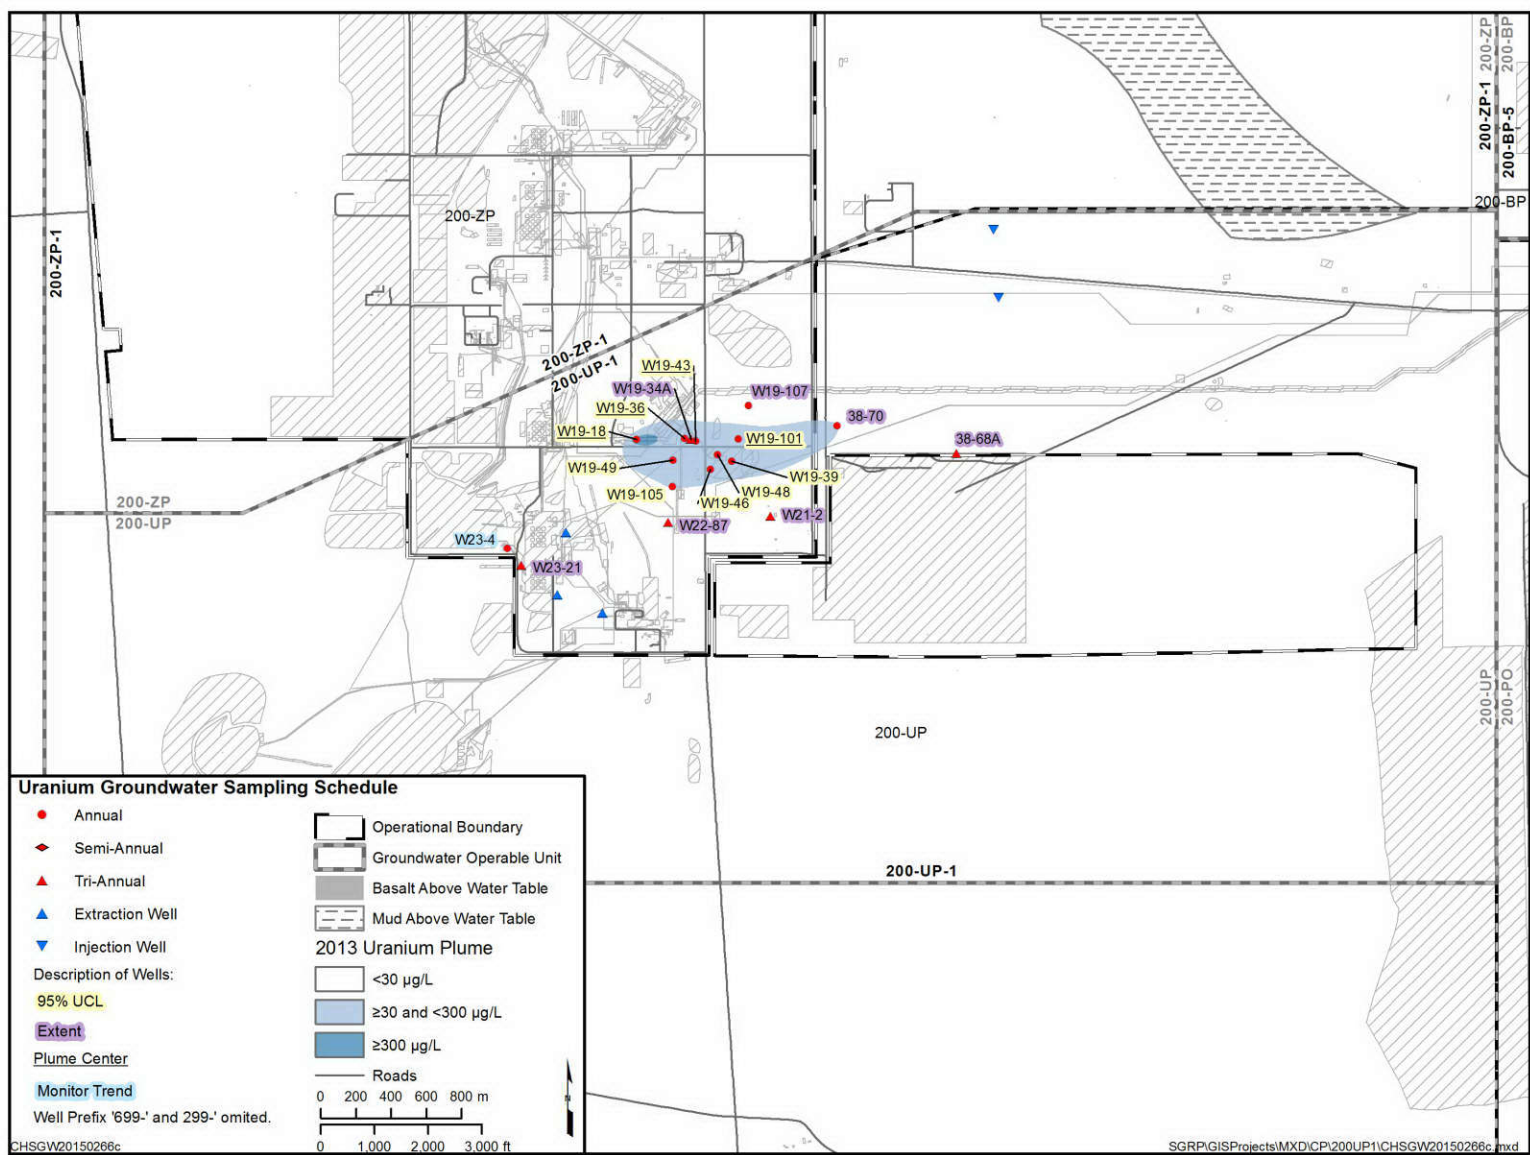 200-ZP
200-BP
200-ZP-1
200-BP-5
200-BP
200-ZP
200-ZP-1
200-ZP-1
200-UP-1
W19-43
W19-34A
W19-107
W19-36
38-70
W19-18
W19-101
38-68A
W19-49
W19-39
W19-105
W19-48
W19-46
200-ZP
200-UP
W22-87
W21-2
W23-4
W23-21
200-UP
200-PO
200-UP
200-UP-1
Uranium Groundwater Sampling Schedule
Annual
Semi-Annual
Tri-Annual
Extraction Well
Injection Well
Description of Wells:
95% UCL
Extent
Plume Center
Monitor Trend
Well Prefix '699-' and 299-' omited.
CHSGW20150266c
Operational Boundary
Groundwater Operable Unit
Basalt Above Water Table
Mud Above Water Table
2013 Uranium Plume
<30 µg/L
≥30 and <300 µg/L
≥300 µg/L
Roads
0 200 400 600 800 m
0 1,000 2,000 3,000 ft
N
SGRP\GISProjects\MXD\CP\200UP1\CHSGW20150266c.mxd